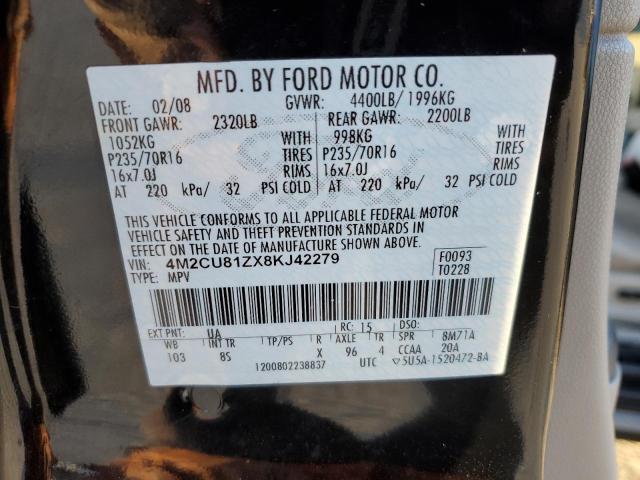 MFD. BY FORD MOTOR CO.
DATE: 02/08 GVWR: 4400LB/ 1996KG
FRONT GAWR: 2320LB REAR GAWR: 2200LB
1052KG WITH 998KG WITH
P235/70R16 TIRES P235/70R16 TIRES
16x7.0J RIMS 16x7.0J RIMS
AT 220 kPa/ 32 PSI COLD AT 220 kPa/ 32 PSI COLD
THIS VEHICLE CONFORMS TO ALL APPLICABLE FEDERAL MOTOR
VEHICLE SAFETY AND THEFT PREVENTION STANDARDS IN
EFFECT ON THE DATE OF MANUFACTURE SHOWN ABOVE.
VIN: 4M2CU81ZX8KJ42279 F0093
TYPE: MPV T0228
EXT PNT: UA RC: 15 DSO:
WB INT TR TP/PS R AXLE TR SPR 8M71A
103 8S X 96 4 CCAA 20A
1200802238837 UTC ▽5U5A-1520472-BA